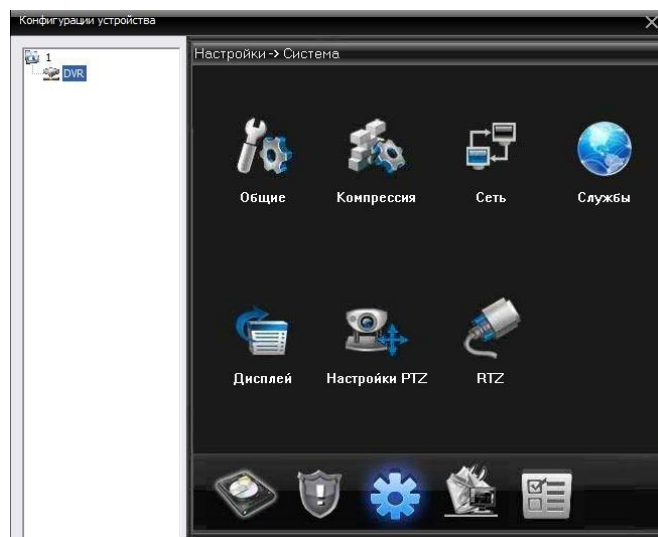 Конфигурации устройства
Настройки-> Система
1
DVR
Общие Компрессия Сеть Службы
Дисплей Настройки PTZ RTZ